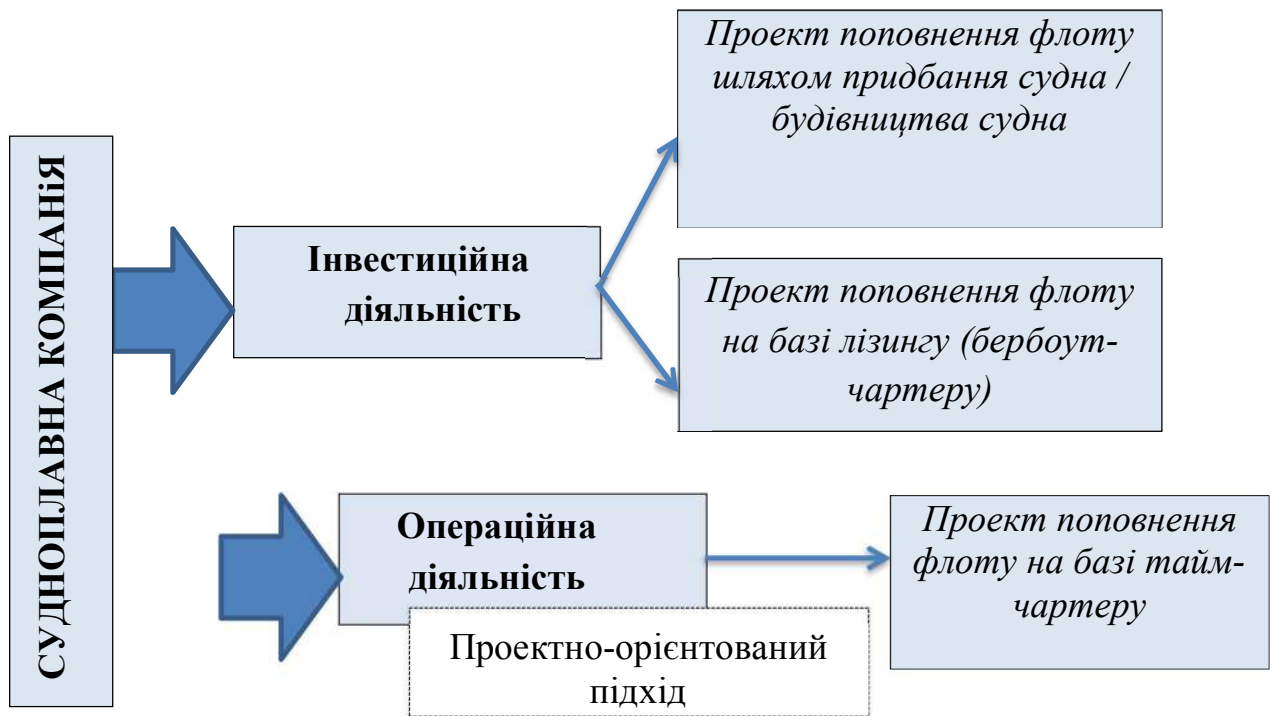 СУДНОПЛАВНА КОМПАНіЯ
Інвестиційна
діяльність
Проект поповнення флоту
шляхом придбання судна /
будівництва судна
Проект поповнення флоту
на базі лізингу (бербоут-
чартеру)
Операційна
діяльність
Проектно-орієнтований
підхід
Проект поповнення
флоту на базі тайм-
чартеру